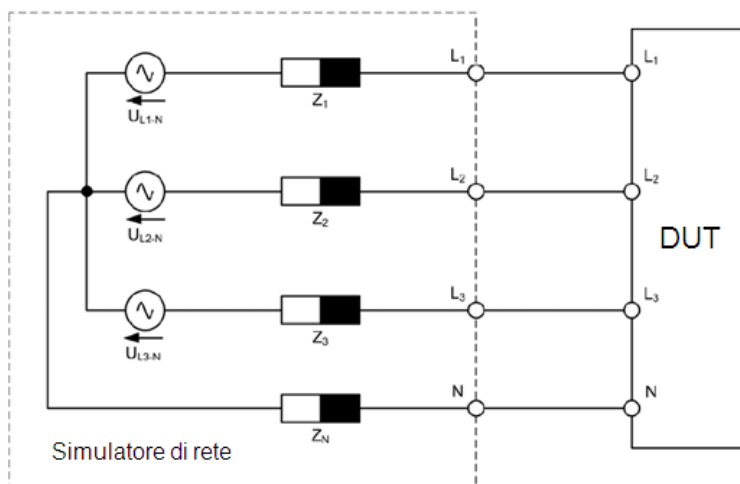 L1 L1
Z1
UL1-N
L2 L2
Z2
UL2-N
DUT
L3 L3
Z3
UL3-N
N N
ZN
Simulatore di rete